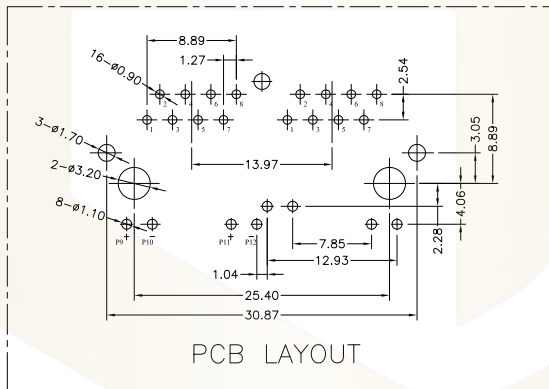 8.89
1.27
16-ø0.90
2.54
2 4 6 8
2 4 6 8
1 3 5 7
1 3 5 7
3-ø1.70
3.05
8.89
13.97
2-ø3.20
4.06
8-ø1.10
2.28
P9 + P10 - P11 + P12 -
7.85
12.93
1.04
25.40
30.87
PCB LAYOUT